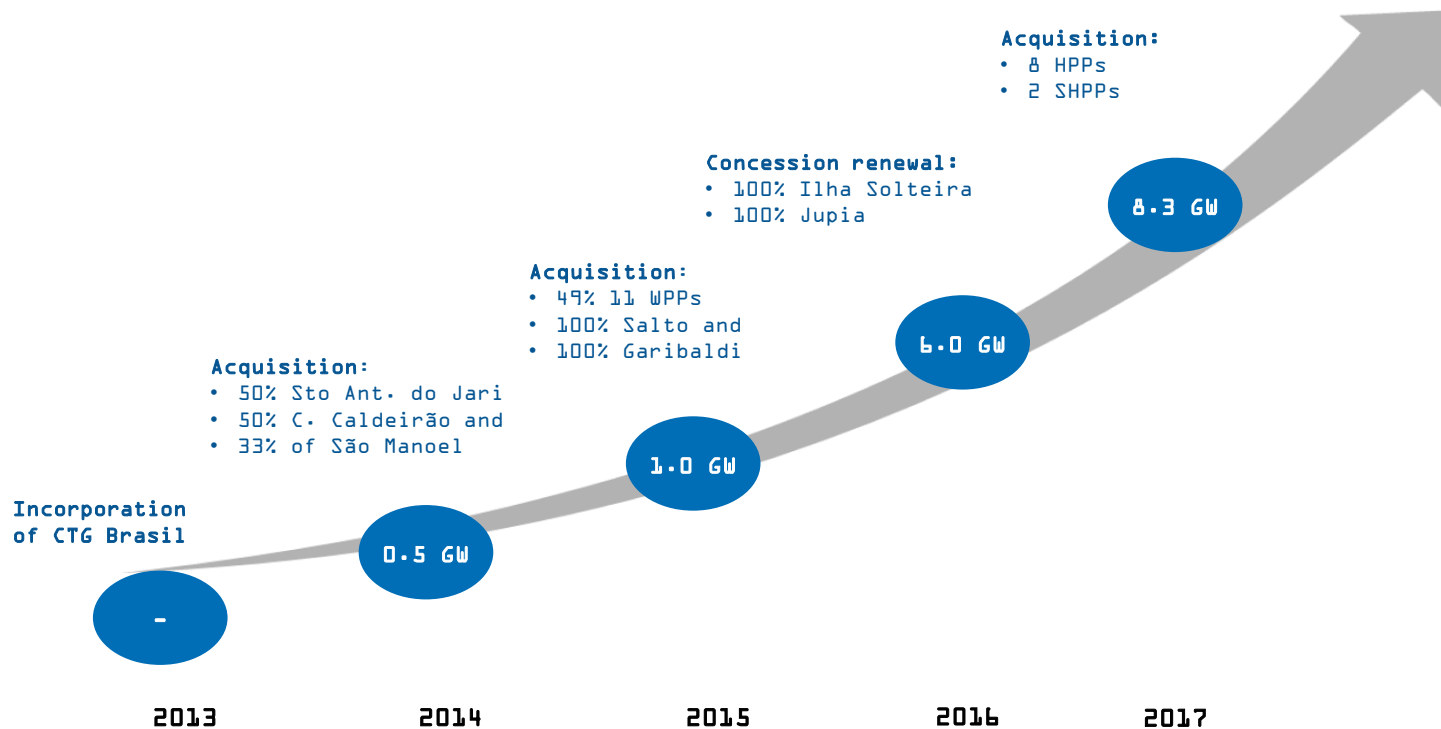 Incorporation
of CTG Brasil
-
2013
Acquisition:
• 50% Sto Ant. do Jari
• 50% C. Caldeirão and
• 33% of São Manoel
0.5 GW
2014
Acquisition:
• 49% 11 WPPs
• 100% Salto and
• 100% Garibaldi
1.0 GW
2015
Concession renewal:
• 100% Ilha Solteira
• 100% Jupia
6.0 GW
2016
Acquisition:
• 8 HPPs
• 2 SHPPs
8.3 GW
2017